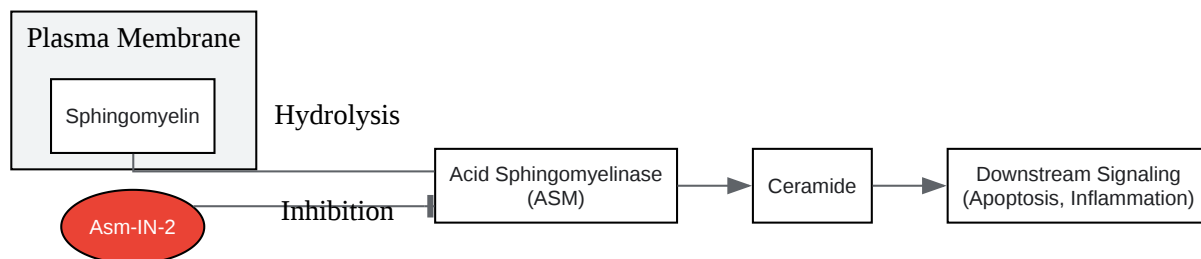 Plasma Membrane
Sphingomyelin
Hydrolysis
Acid Sphingomyelinase
(ASM)
Ceramide
Downstream Signaling
(Apoptosis, Inflammation)
Inhibition
Asm-IN-2